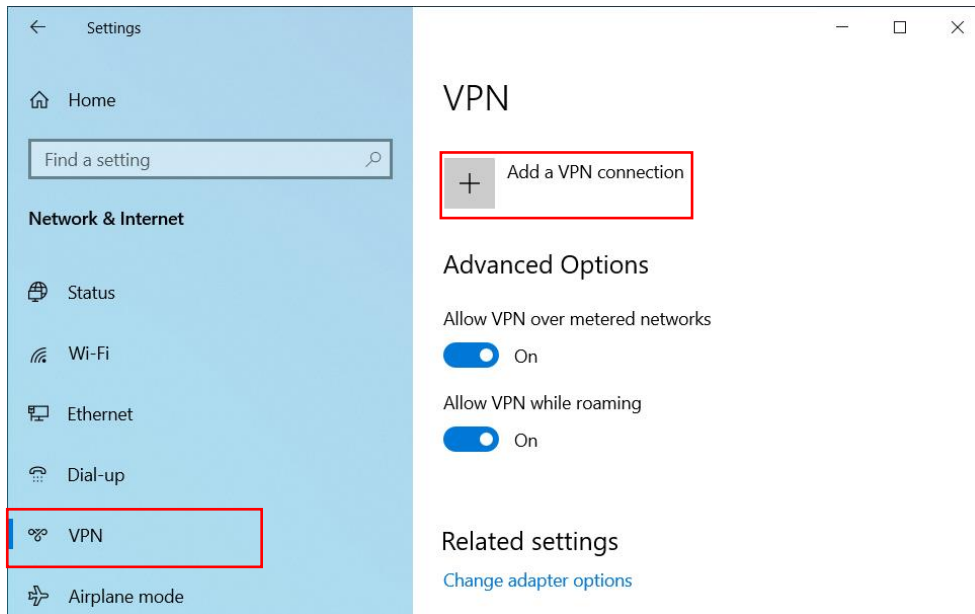 Settings
Home
Find a setting
Network & Internet
Status
Wi-Fi
Ethernet
Dial-up
VPN
Airplane mode
VPN
Add a VPN connection
Advanced Options
Allow VPN over metered networks
On
Allow VPN while roaming
On
Related settings
Change adapter options